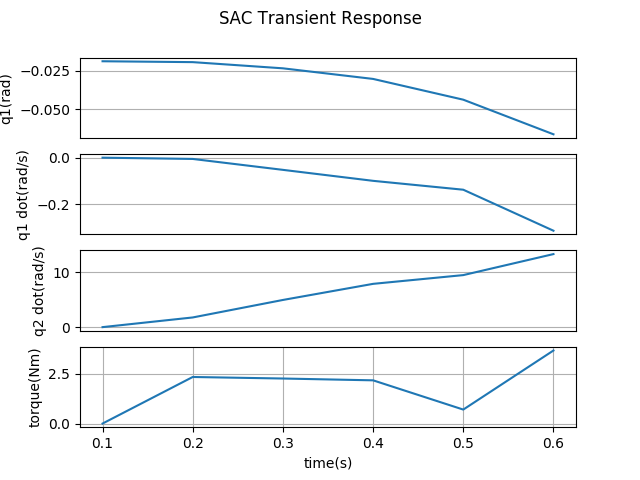 SAC Transient Response
q1(rad)
−0.025
−0.050
q1 dot(rad/s)
0.0
−0.2
q2 dot(rad/s)
10
0
torque(Nm)
2.5
0.0
0.1 0.2 0.3 0.4 0.5 0.6
time(s)